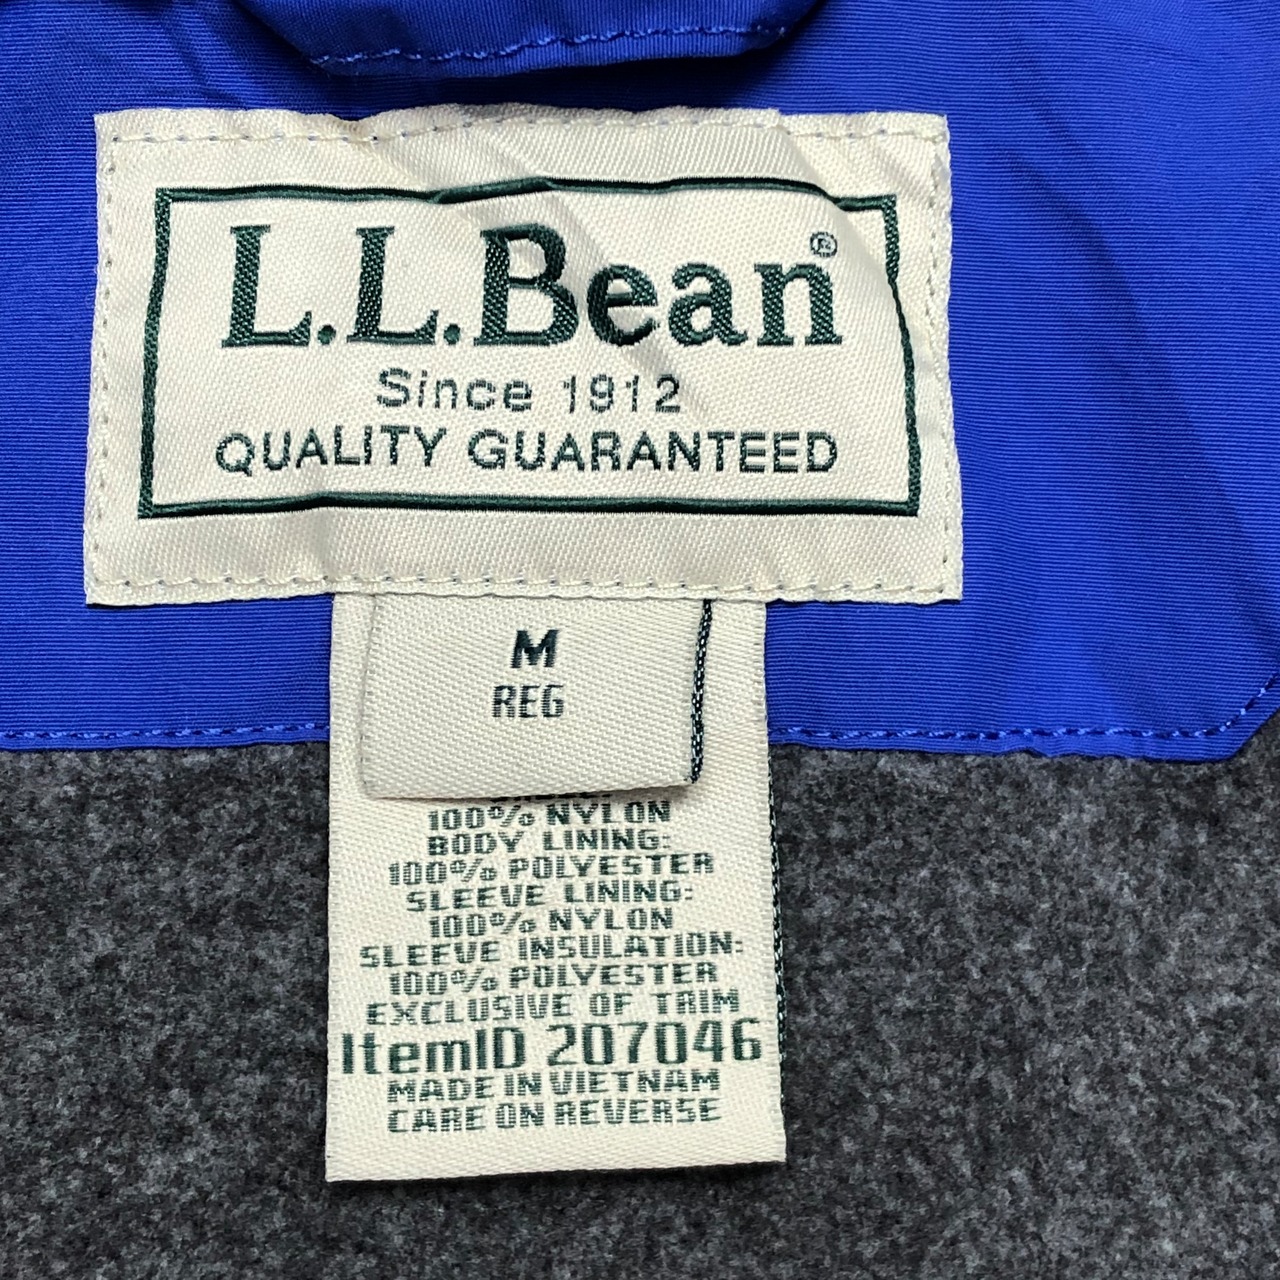 L.L.Bean®
Since 1912
QUALITY GUARANTEED
M
REG
100% NYLON
BODY LINING:
100% POLYESTER
SLEEVE LINING:
100% NYLON
SLEEVE INSULATION:
100% POLYESTER
EXCLUSIVE OF TRIM
ItemID 207046
MADE IN VIETNAM
CARE ON REVERSE